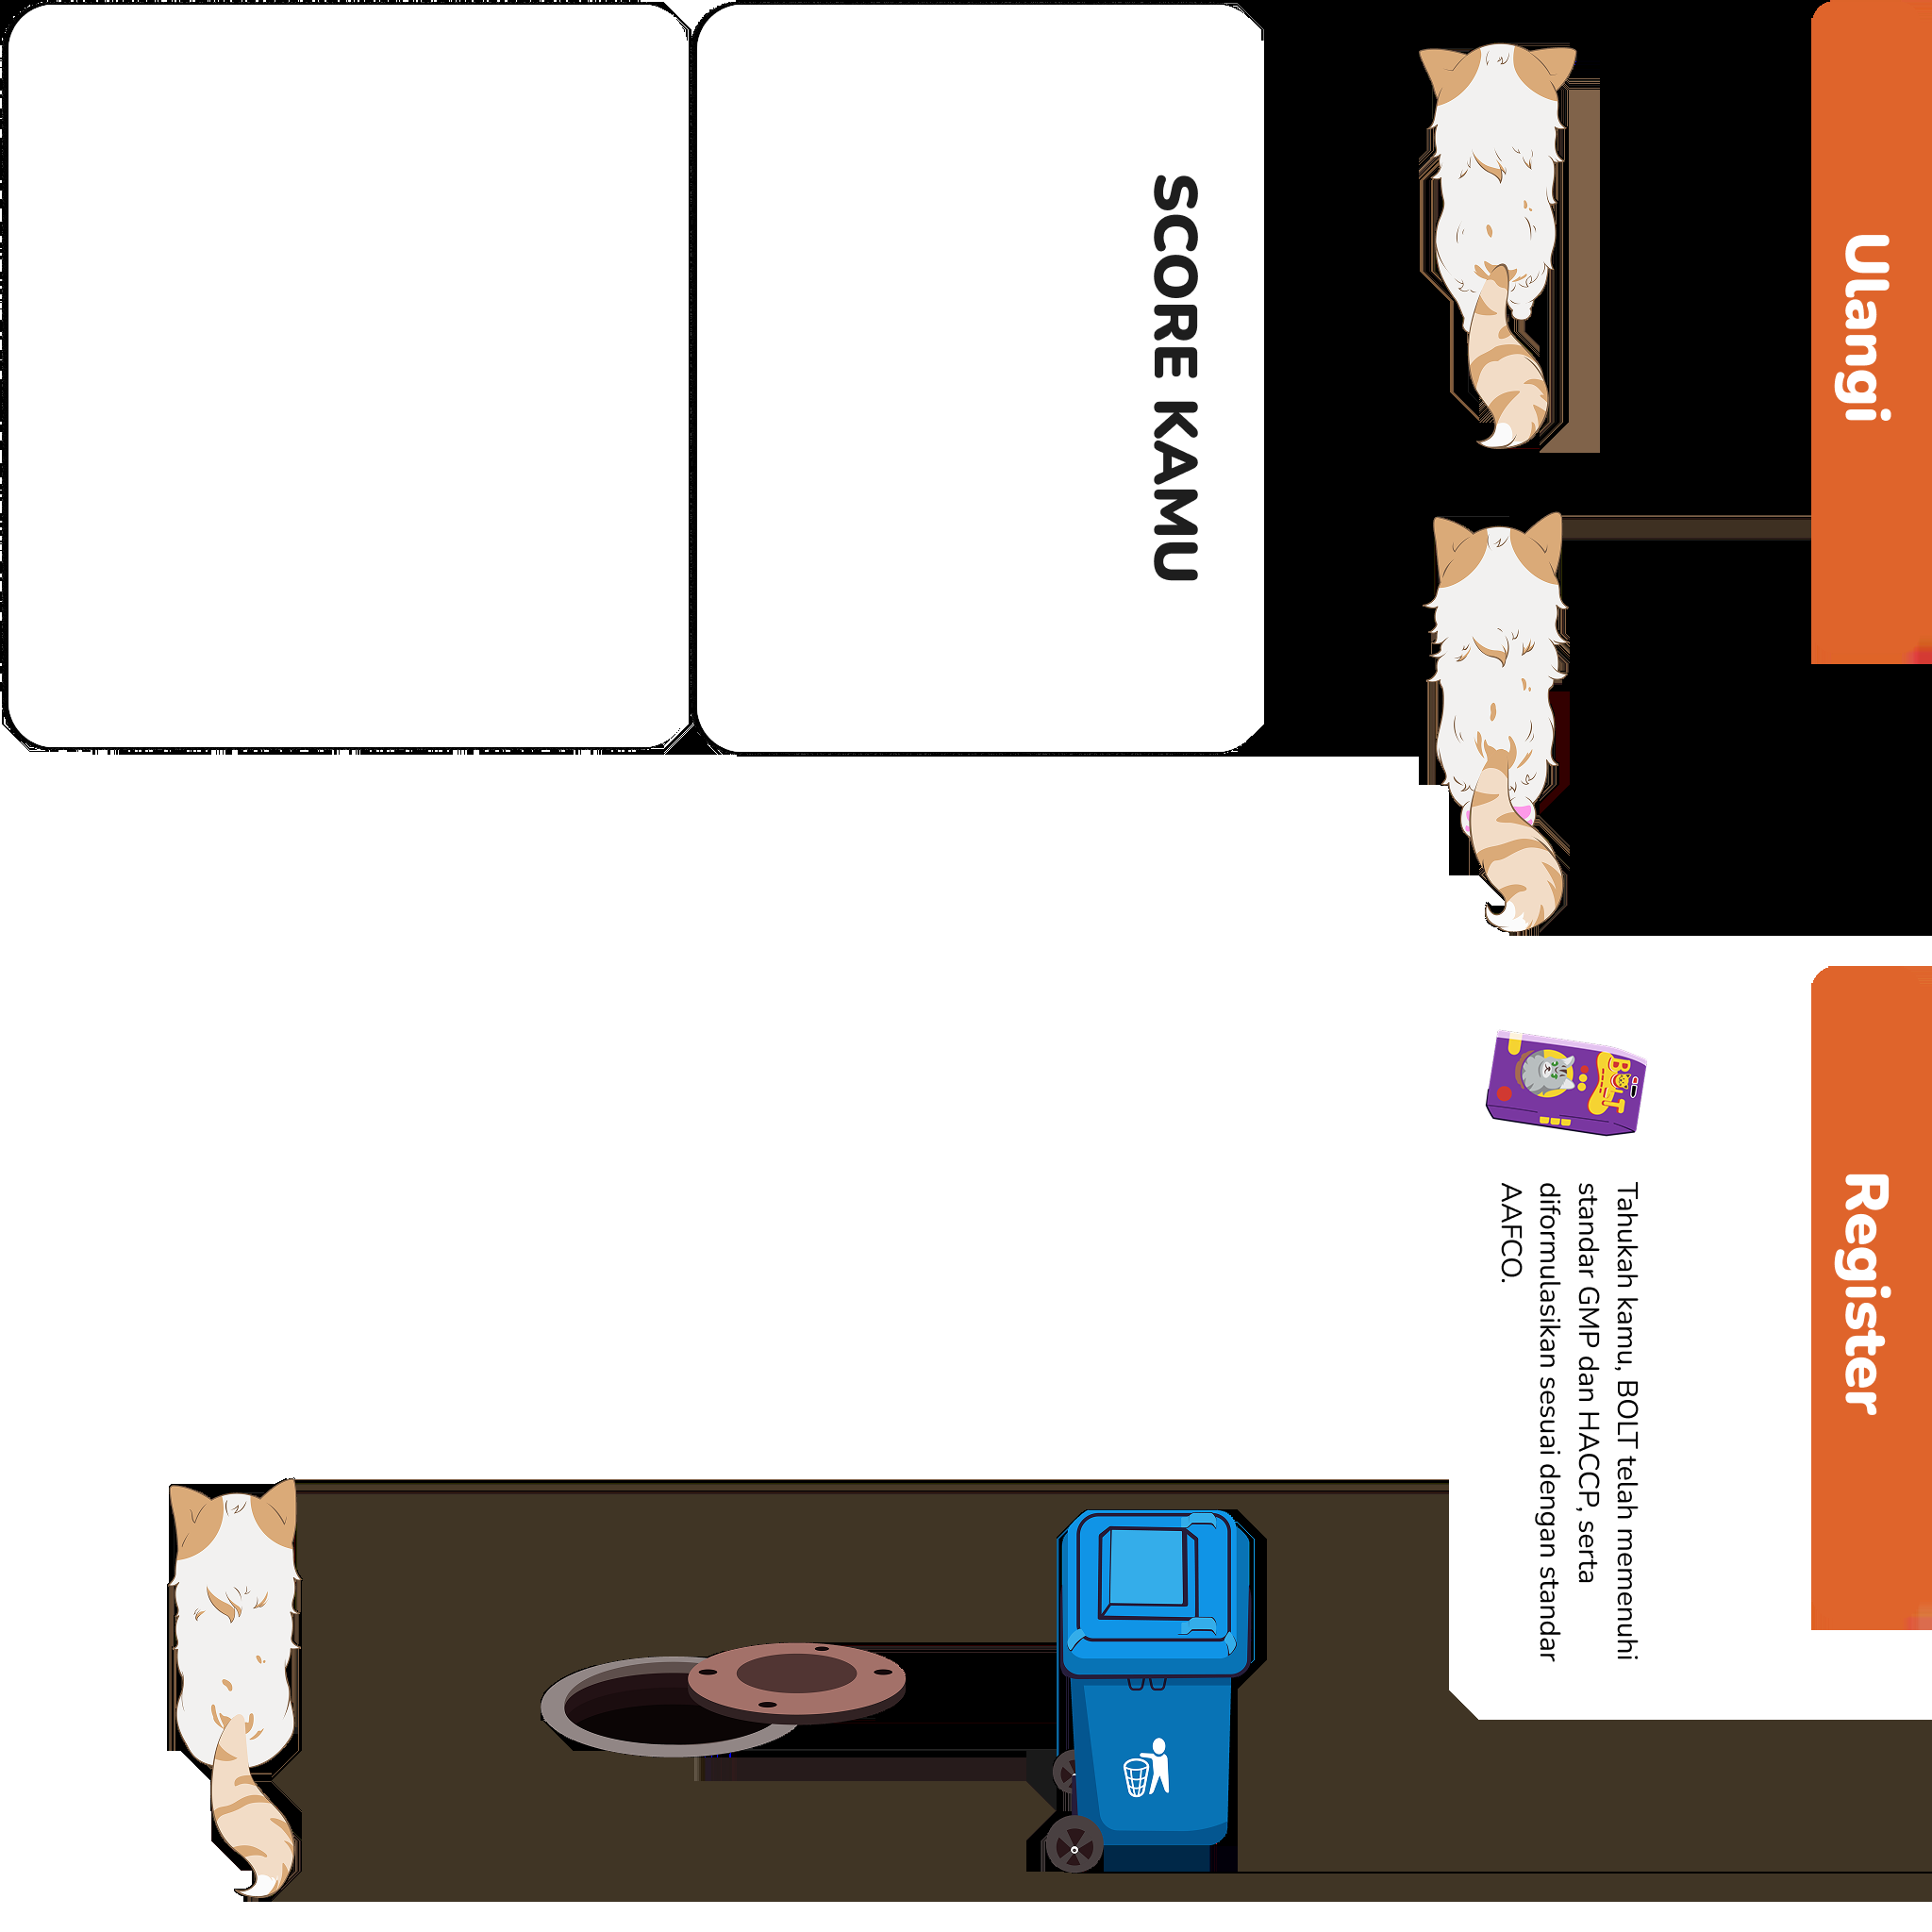 SCORE KAMU
Ulangi
Register
Tahukah kamu, BOLT telah memenuhi
standar GMP dan HACCP, serta
diformulasikan sesuai dengan standar
AAFCO.
BOLT